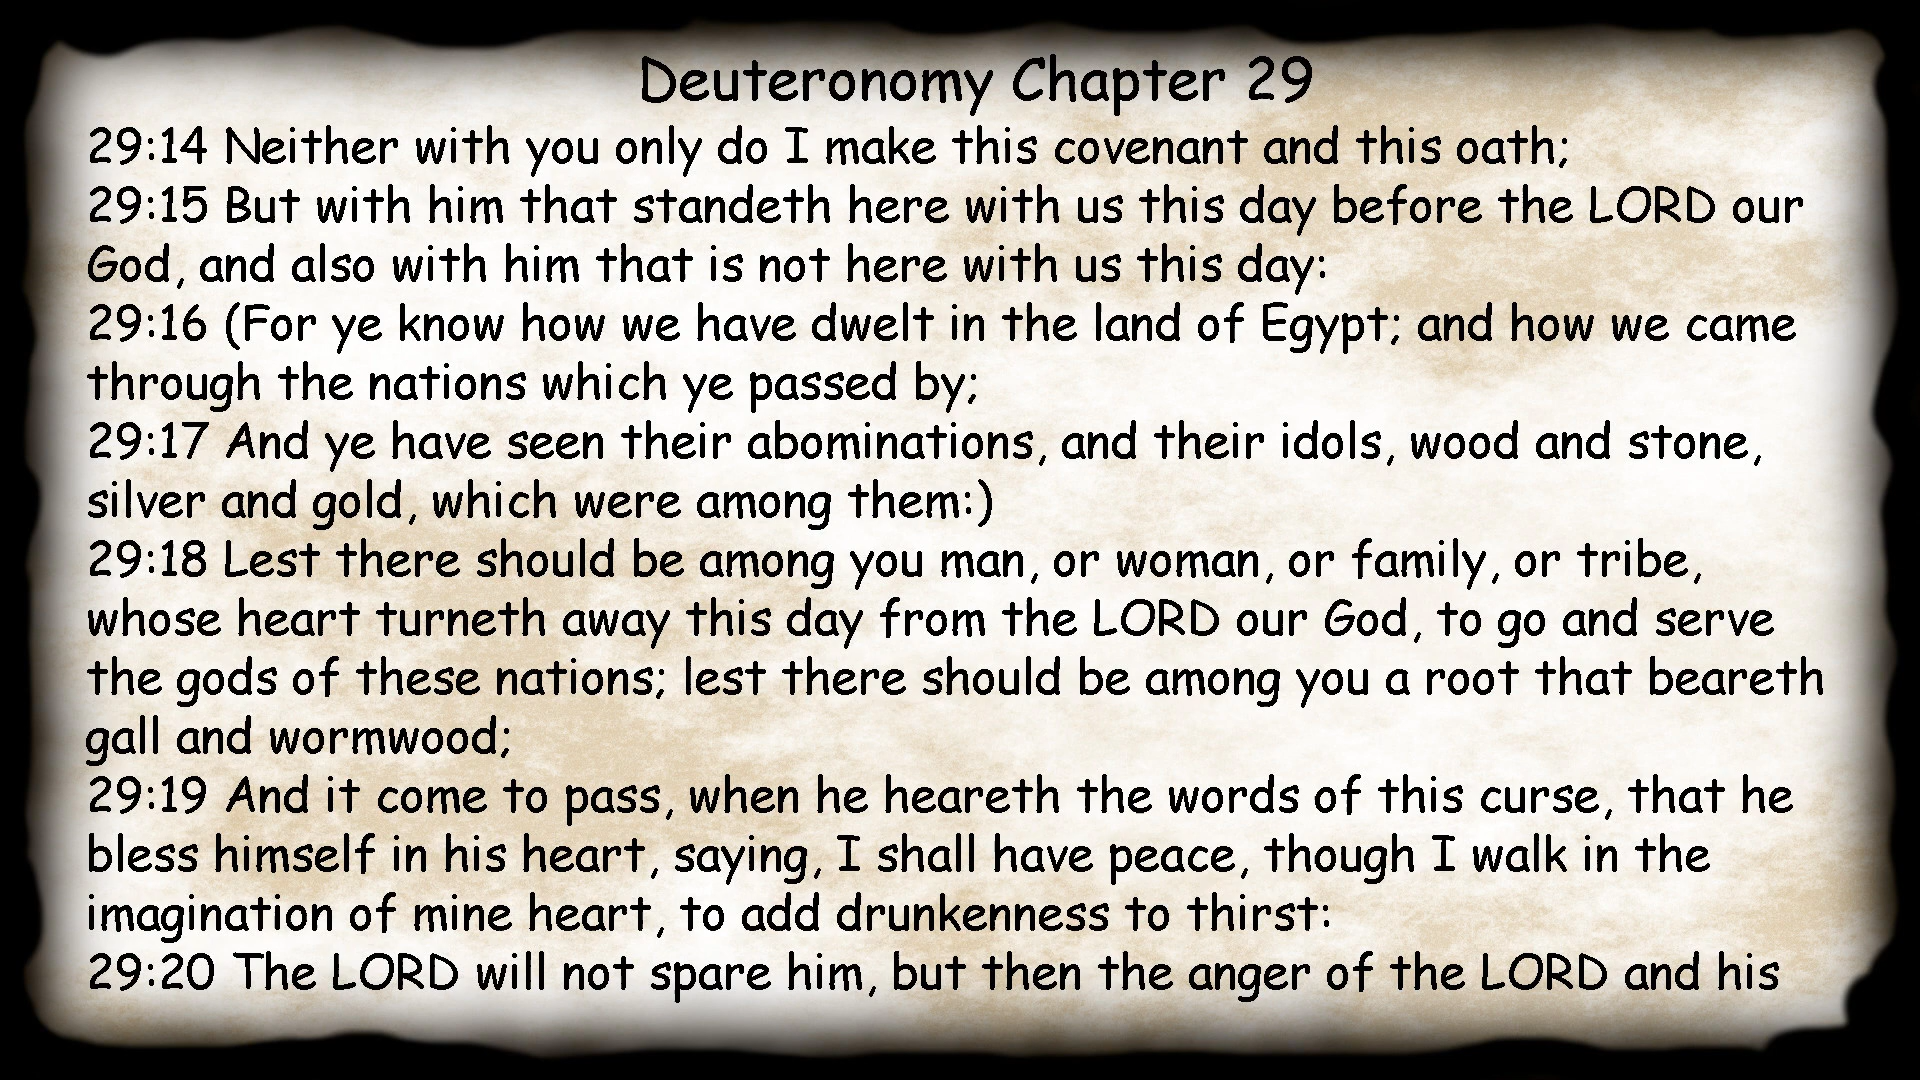 Deuteronomy Chapter 29
29:14 Neither with you only do I make this covenant and this oath;
29:15 But with him that standeth here with us this day before the LORD our
God, and also with him that is not here with us this day:
29:16 (For ye know how we have dwelt in the land of Egypt; and how we came
through the nations which ye passed by;
29:17 And ye have seen their abominations, and their idols, wood and stone,
silver and gold, which were among them:)
29:18 Lest there should be among you man, or woman, or family, or tribe,
whose heart turneth away this day from the LORD our God, to go and serve
the gods of these nations; lest there should be among you a root that beareth
gall and wormwood;
29:19 And it come to pass, when he heareth the words of this curse, that he
bless himself in his heart, saying, I shall have peace, though I walk in the
imagination of mine heart, to add drunkenness to thirst:
29:20 The LORD will not spare him, but then the anger of the LORD and his